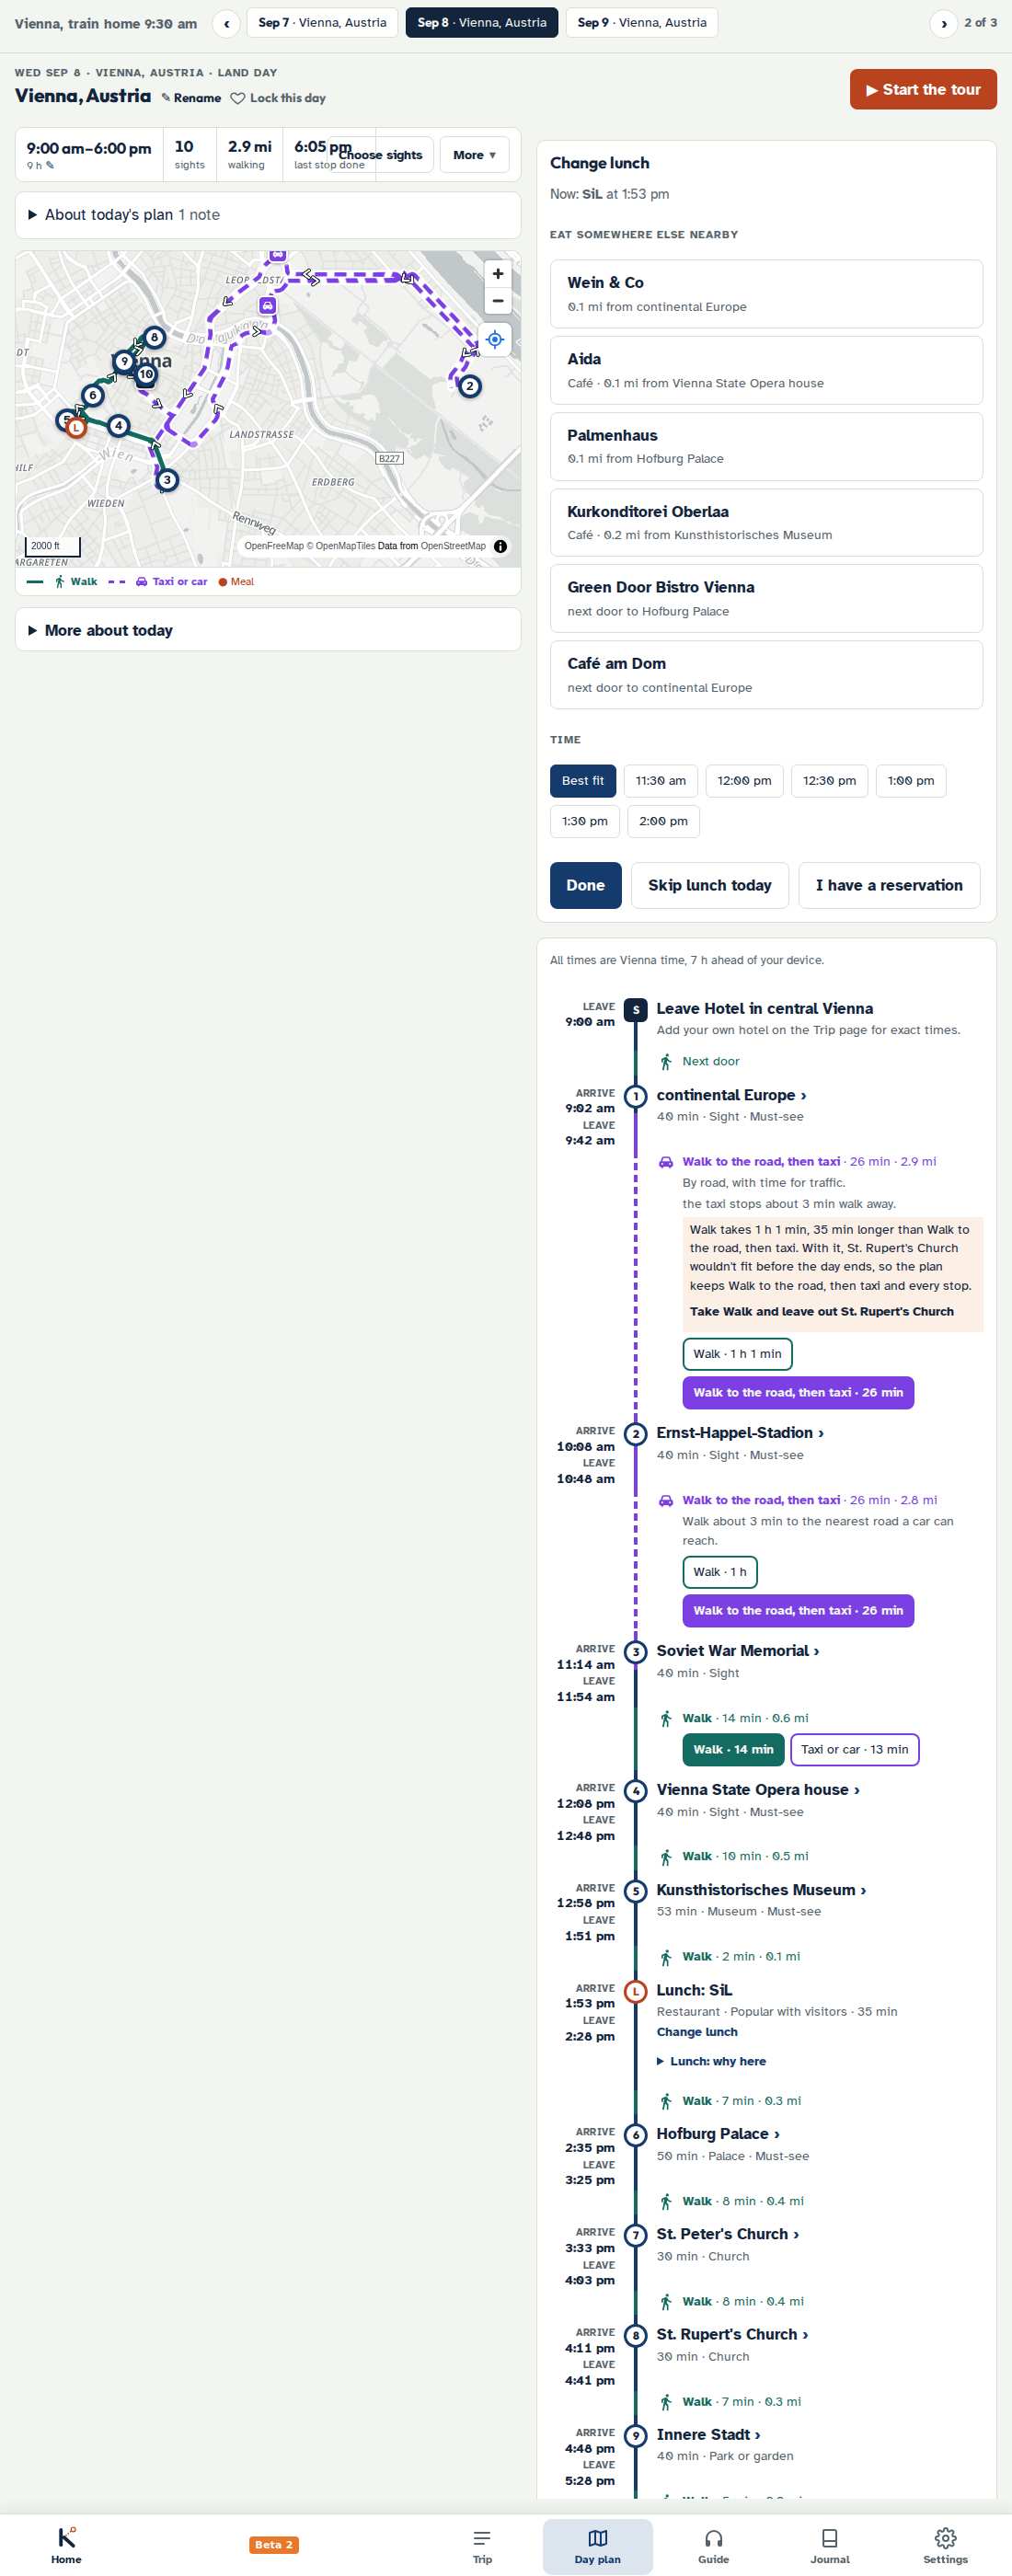 Vienna, train home 9:30 am
‹
Sep 7 · Vienna, Austria
Sep 8 · Vienna, Austria
Sep 9 · Vienna, Austria
›
2 of 3
WED SEP 8 · VIENNA, AUSTRIA · LAND DAY
Vienna, Austria
✎ Rename
Lock this day
▶ Start the tour
9:00 am–6:00 pm
9 h ✎
10
sights
2.9 mi
walking
6:05 pm
last stop done
Choose sights
More ▾
▶ About today's plan 1 note
LANDSTRASSE
B227
ERDBERG
WIEDEN
Wien
Rennweg
8
9
10
2
6
5
L
4
3
+
−
2000 ft
OpenFreeMap © OpenMapTiles Data from OpenStreetMap
Walk
Taxi or car
Meal
▶ More about today
Change lunch
Now: SiL at 1:53 pm
EAT SOMEWHERE ELSE NEARBY
Wein & Co
0.1 mi from continental Europe
Aida
Café · 0.1 mi from Vienna State Opera house
Palmenhaus
0.1 mi from Hofburg Palace
Kurkonditorei Oberlaa
Café · 0.2 mi from Kunsthistorisches Museum
Green Door Bistro Vienna
next door to Hofburg Palace
Café am Dom
next door to continental Europe
TIME
Best fit
11:30 am
12:00 pm
12:30 pm
1:00 pm
1:30 pm
2:00 pm
Done
Skip lunch today
I have a reservation
All times are Vienna time, 7 h ahead of your device.
LEAVE
9:00 am
S
Leave Hotel in central Vienna
Add your own hotel on the Trip page for exact times.
Next door
ARRIVE
9:02 am
LEAVE
9:42 am
1
continental Europe ›
40 min · Sight · Must-see
Walk to the road, then taxi · 26 min · 2.9 mi
By road, with time for traffic.
the taxi stops about 3 min walk away.
Walk takes 1 h 1 min, 35 min longer than Walk to
the road, then taxi. With it, St. Rupert's Church
wouldn't fit before the day ends, so the plan
keeps Walk to the road, then taxi and every stop.
Take Walk and leave out St. Rupert's Church
Walk · 1 h 1 min
Walk to the road, then taxi · 26 min
ARRIVE
10:08 am
LEAVE
10:48 am
2
Ernst-Happel-Stadion ›
40 min · Sight · Must-see
Walk to the road, then taxi · 26 min · 2.8 mi
Walk about 3 min to the nearest road a car can
reach.
Walk · 1 h
Walk to the road, then taxi · 26 min
ARRIVE
11:14 am
LEAVE
11:54 am
3
Soviet War Memorial ›
40 min · Sight
Walk · 14 min · 0.6 mi
Walk · 14 min
Taxi or car · 13 min
ARRIVE
12:08 pm
LEAVE
12:48 pm
4
Vienna State Opera house ›
40 min · Sight · Must-see
Walk · 10 min · 0.5 mi
ARRIVE
12:58 pm
LEAVE
1:51 pm
5
Kunsthistorisches Museum ›
53 min · Museum · Must-see
Walk · 2 min · 0.1 mi
ARRIVE
1:53 pm
LEAVE
2:28 pm
L
Lunch: SiL
Restaurant · Popular with visitors · 35 min
Change lunch
▶ Lunch: why here
Walk · 7 min · 0.3 mi
ARRIVE
2:35 pm
LEAVE
3:25 pm
6
Hofburg Palace ›
50 min · Palace · Must-see
Walk · 8 min · 0.4 mi
ARRIVE
3:33 pm
LEAVE
4:03 pm
7
St. Peter's Church ›
30 min · Church
Walk · 8 min · 0.4 mi
ARRIVE
4:11 pm
LEAVE
4:41 pm
8
St. Rupert's Church ›
30 min · Church
Walk · 7 min · 0.3 mi
ARRIVE
4:48 pm
LEAVE
5:28 pm
9
Innere Stadt ›
40 min · Park or garden
Home
Beta 2
Trip
Day plan
Guide
Journal
Settings